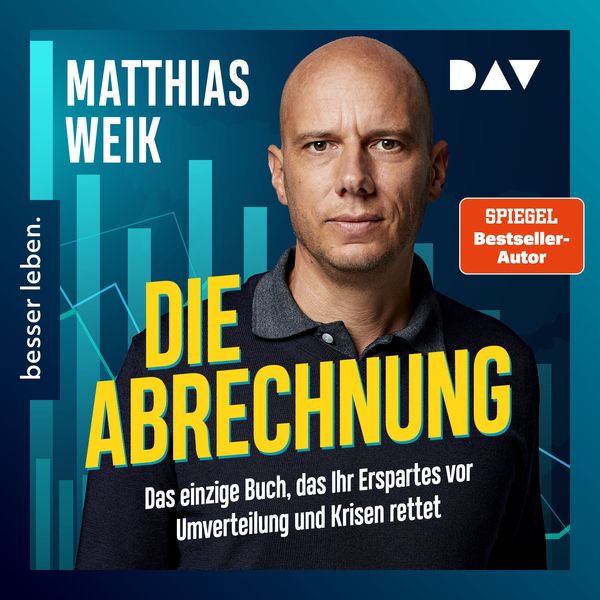 MATTHIAS
WEIK
DAV
SPIEGEL
Bestseller-
Autor
besser leben.
DIE
ABRECHNUNG
Das einzige Buch, das Ihr Erspartes vor
Umverteilung und Krisen rettet